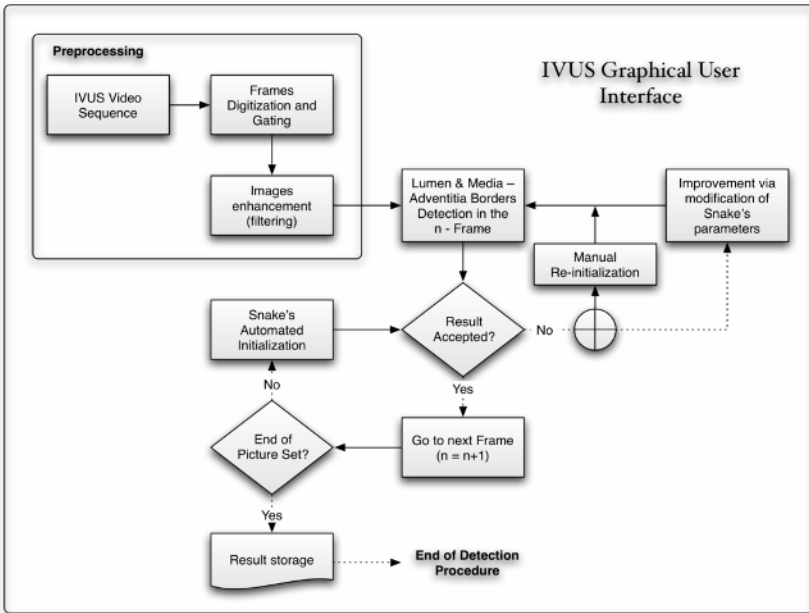 Preprocessing
IVUS Graphical User
Interface
IVUS Video
Sequence
Frames
Digitization and
Gating
Images
enhancement
(filtering)
Lumen & Media –
Adventitia Borders
Detection in the
n - Frame
Improvement via
modification of
Snake's
parameters
Manual
Re-initialization
Snake's
Automated
Initialization
Result
Accepted?
No
Yes
No
End of
Picture Set?
Go to next Frame
(n = n+1)
Yes
Result storage
End of Detection
Procedure